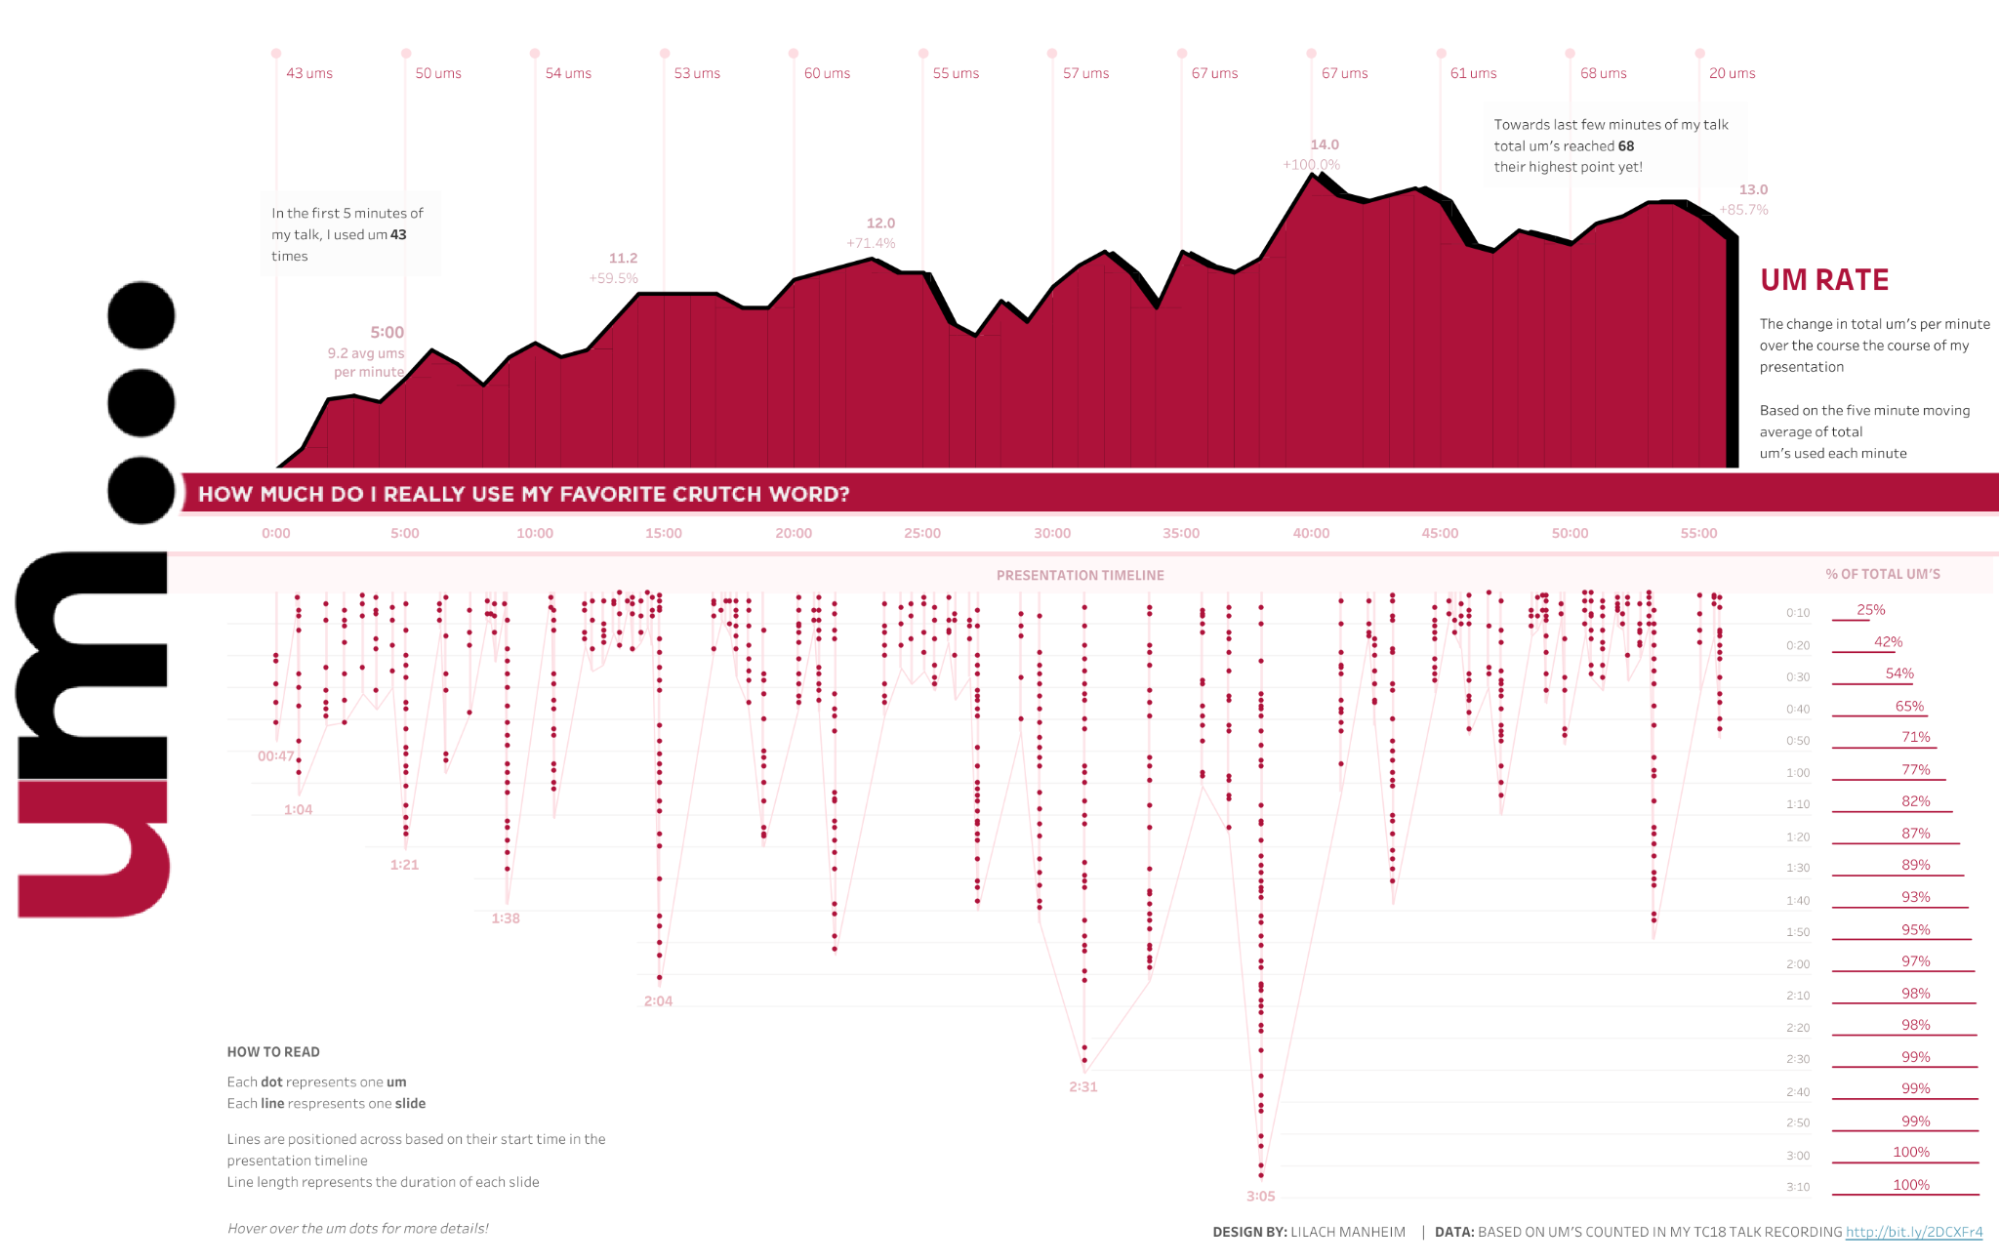 43 ums
50 ums
54 ums
53 ums
60 ums
55 ums
57 ums
67 ums
67 ums
61 ums
68 ums
20 ums
Towards last few minutes of my talk
total um's reached 68
their highest point yet!
In the first 5 minutes of
my talk, I used um 43
times
5:00
9.2 avg ums
per minute
11.2
+59.5%
12.0
+71.4%
14.0
+100.0%
13.0
+85.7%
UM RATE
The change in total um's per minute
over the course the course of my
presentation
Based on the five minute moving
average of total
um's used each minute
um...
HOW MUCH DO I REALLY USE MY FAVORITE CRUTCH WORD?
0:00
5:00
10:00
15:00
20:00
25:00
30:00
35:00
40:00
45:00
50:00
55:00
PRESENTATION TIMELINE
% OF TOTAL UM'S
0:10 25%
0:20 42%
0:30 54%
0:40 65%
0:50 71%
1:00 77%
1:10 82%
1:20 87%
1:30 89%
1:40 93%
1:50 95%
2:00 97%
2:10 98%
2:20 98%
2:30 99%
2:40 99%
2:50 99%
3:00 100%
3:10 100%
00:47
1:04
1:21
1:38
2:04
2:31
3:05
HOW TO READ
Each dot represents one um
Each line respresents one slide
Lines are positioned across based on their start time in the
presentation timeline
Line length represents the duration of each slide
Hover over the um dots for more details!
DESIGN BY: LILACH MANHEIM | DATA: BASED ON UM'S COUNTED IN MY TC18 TALK RECORDING http://bit.ly/2DCXFr4